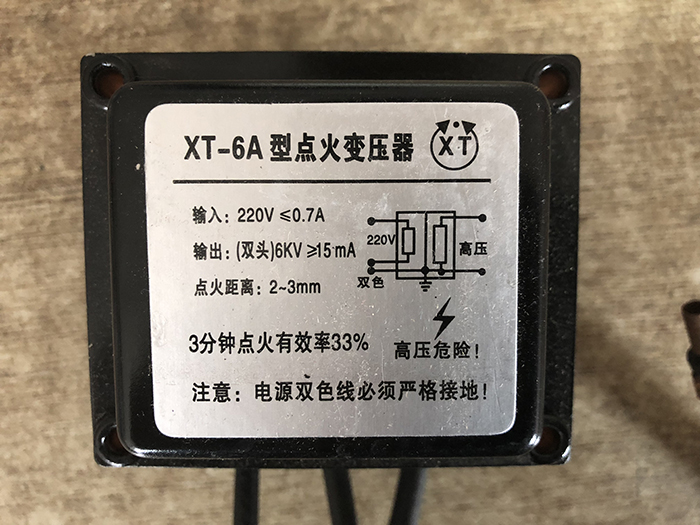 XT-6A 型点火变压器 XT
输入：220V ≤0.7A
输出：(双头)6KV ≥15 mA
点火距离：2~3mm
220V
高压
双色
3分钟点火有效率33%
高压危险！
注意：电源双色线必须严格接地！